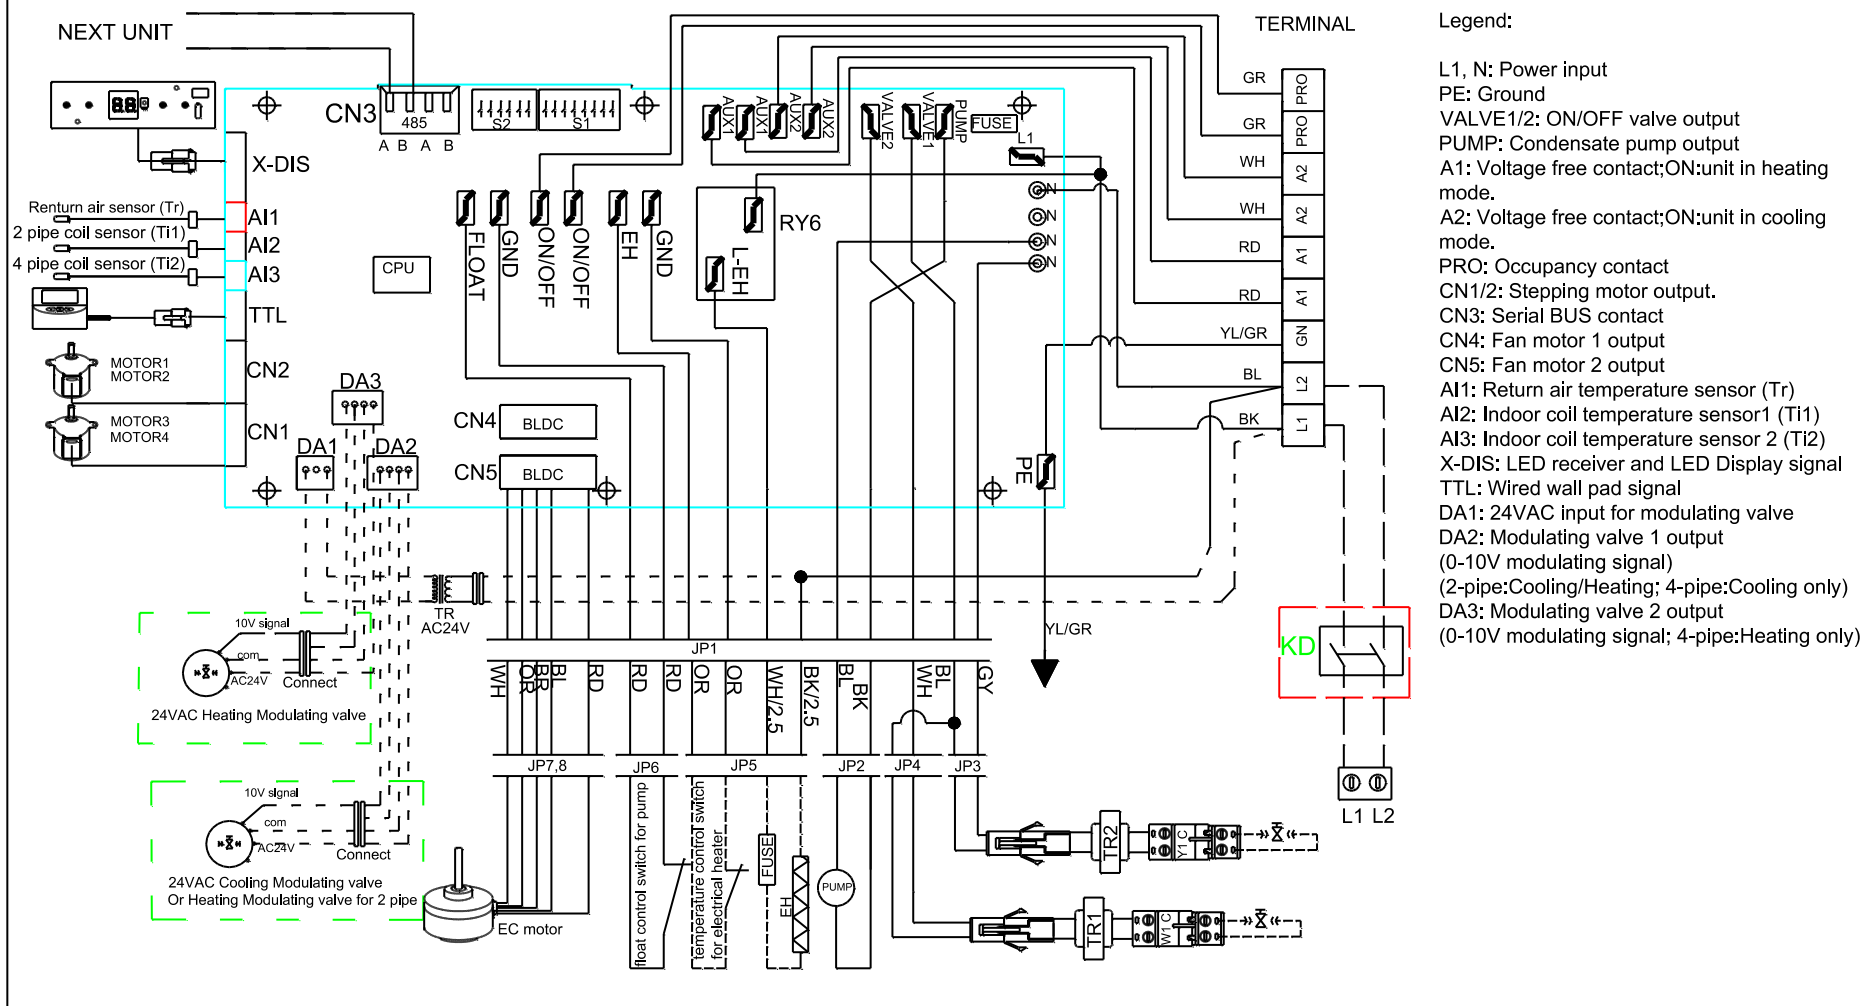 NEXT UNIT
TERMINAL
Legend:
L1, N: Power input
PE: Ground
VALVE1/2: ON/OFF valve output
PUMP: Condensate pump output
A1: Voltage free contact;ON:unit in heating
mode.
A2: Voltage free contact;ON:unit in cooling
mode.
PRO: Occupancy contact
CN1/2: Stepping motor output.
CN3: Serial BUS contact
CN4: Fan motor 1 output
CN5: Fan motor 2 output
AI1: Return air temperature sensor (Tr)
AI2: Indoor coil temperature sensor1 (Ti1)
AI3: Indoor coil temperature sensor 2 (Ti2)
X-DIS: LED receiver and LED Display signal
TTL: Wired wall pad signal
DA1: 24VAC input for modulating valve
DA2: Modulating valve 1 output
(0-10V modulating signal)
(2-pipe:Cooling/Heating; 4-pipe:Cooling only)
DA3: Modulating valve 2 output
(0-10V modulating signal; 4-pipe:Heating only)
88
CN3
485
A B A B
S2
S1
AUX1
AUX1
AUX2
AUX2
VALVE2
VALVE1
PUMP
FUSE
L1
N
N
N
N
X-DIS
Renturn air sensor (Tr)
AI1
2 pipe coil sensor (Ti1)
AI2
4 pipe coil sensor (Ti2)
AI3
TTL
CPU
FLOAT
GND
ON/OFF
ON/OFF
EH
GND
L-EH
RY6
GR
PRO
GR
PRO
WH
A2
WH
A2
RD
A1
RD
A1
YL/GR
GN
BL
L2
BK
L1
MOTOR1
MOTOR2
CN2
MOTOR3
MOTOR4
CN1
DA3
DA1
DA2
CN4
BLDC
CN5
BLDC
PE
TR
AC24V
YL/GR
KD
JP1
WH
OR
BR
BL
RD
RD
RD
OR
OR
WH/2.5
BK/2.5
BL
BK
WH
BL
GY
10V signal
com
AC24V
Connect
24VAC Heating Modulating valve
JP7,8
JP6
JP5
JP2
JP4
JP3
10V signal
com
AC24V
Connect
24VAC Cooling Modulating valve
Or Heating Modulating valve for 2 pipe
EC motor
float control switch for pump
temperature control switch
for electrical heater
FUSE
EH
PUMP
TR2
Y1 C
TR1
W1 C
L1 L2